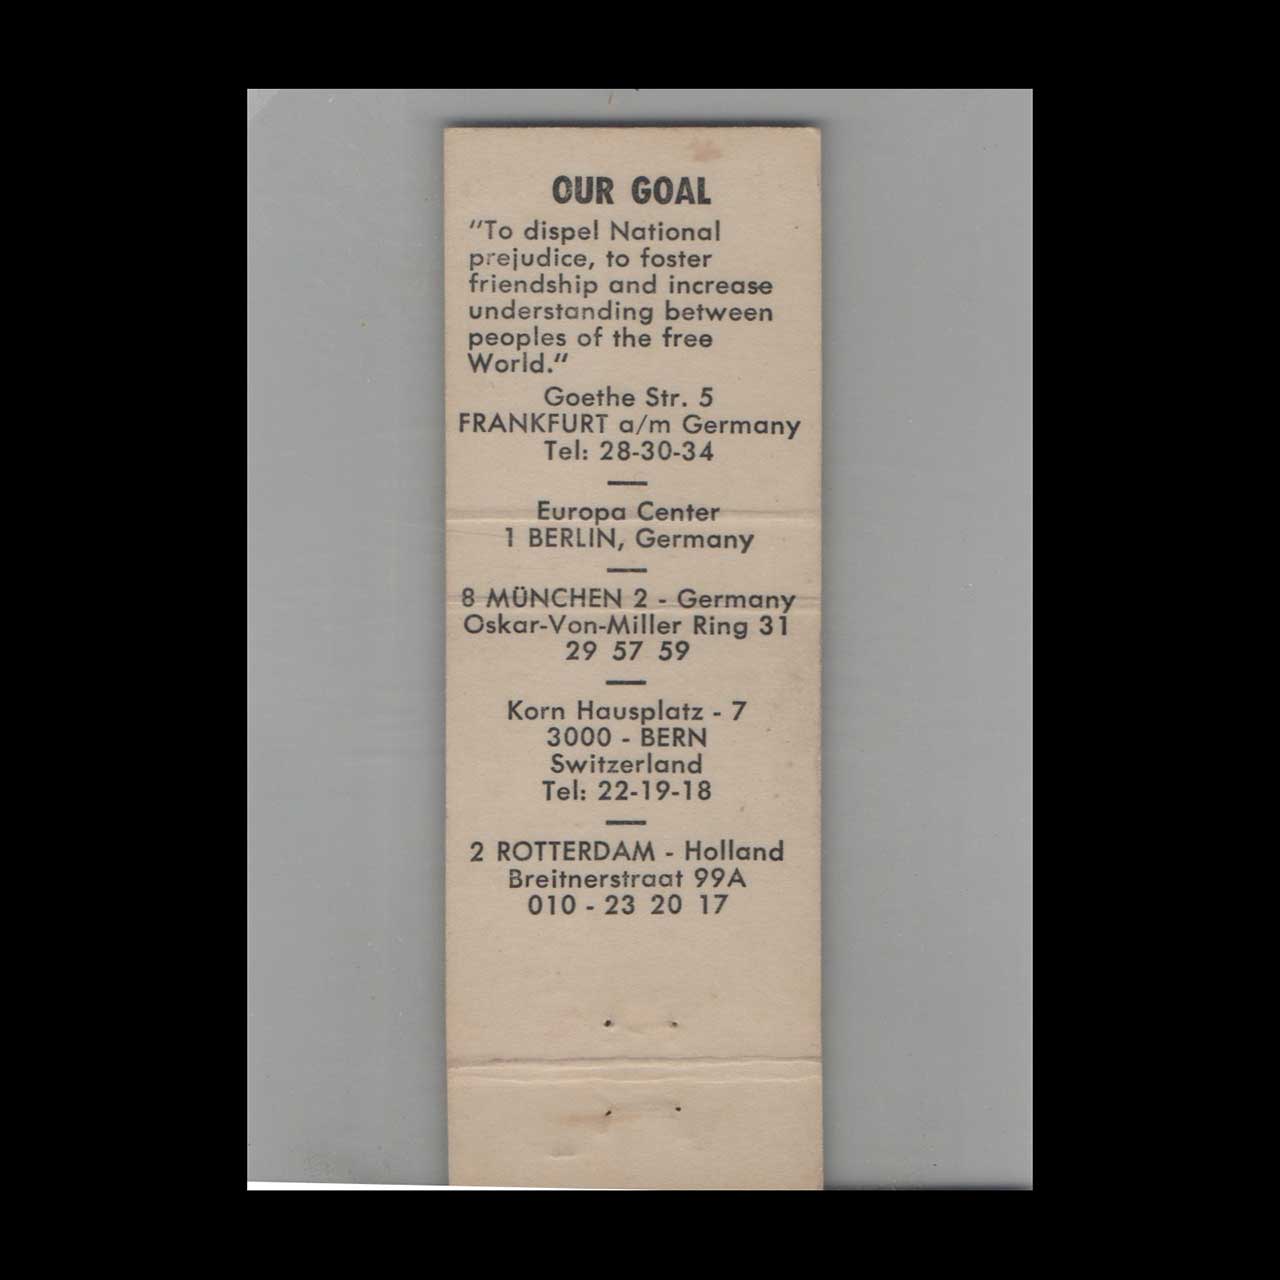 OUR GOAL
"To dispel National
prejudice, to foster
friendship and increase
understanding between
peoples of the free
World."
Goethe Str. 5
FRANKFURT a/m Germany
Tel: 28-30-34
Europa Center
1 BERLIN, Germany
8 MÜNCHEN 2 - Germany
Oskar-Von-Miller Ring 31
29 57 59
Korn Hausplatz - 7
3000 - BERN
Switzerland
Tel: 22-19-18
2 ROTTERDAM - Holland
Breitnerstraat 99A
010 - 23 20 17